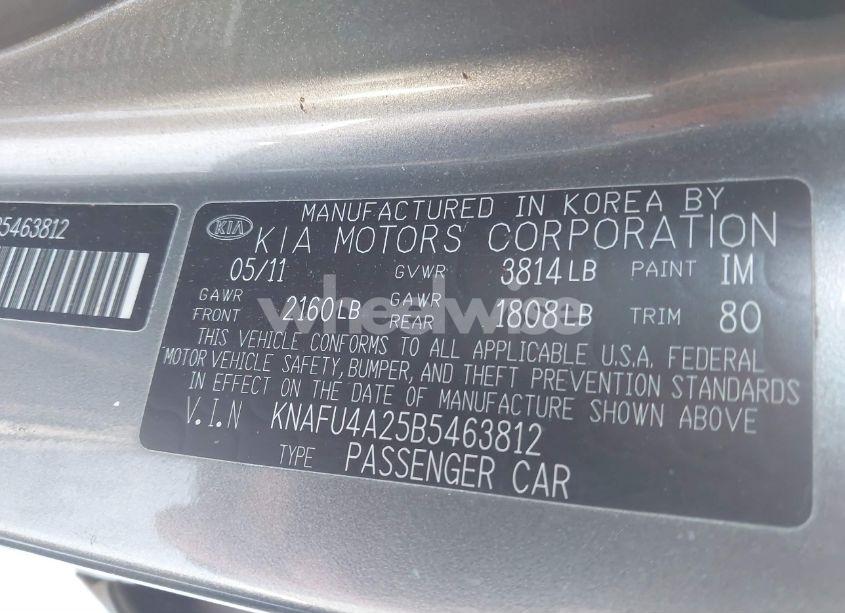 B5463812
MANUFACTURED IN KOREA BY
KIA KIA MOTORS CORPORATION
05/11 GVWR 3814 LB PAINT IM
GAWR FRONT 2160 LB GAWR REAR 1808 LB TRIM 80
THIS VEHICLE CONFORMS TO ALL APPLICABLE U.S.A. FEDERAL
MOTOR VEHICLE SAFETY, BUMPER, AND THEFT PREVENTION STANDARDS
IN EFFECT ON THE DATE OF MANUFACTURE SHOWN ABOVE
V.I.N KNAFU4A25B5463812
TYPE PASSENGER CAR
wheelwise